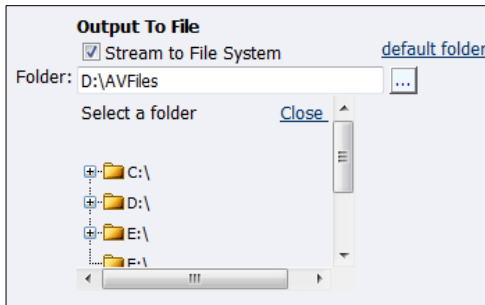 Output To File
Stream to File System
default folder
Folder: D:\AVFiles ...
Select a folder Close
C:\
D:\
E:\
F:\